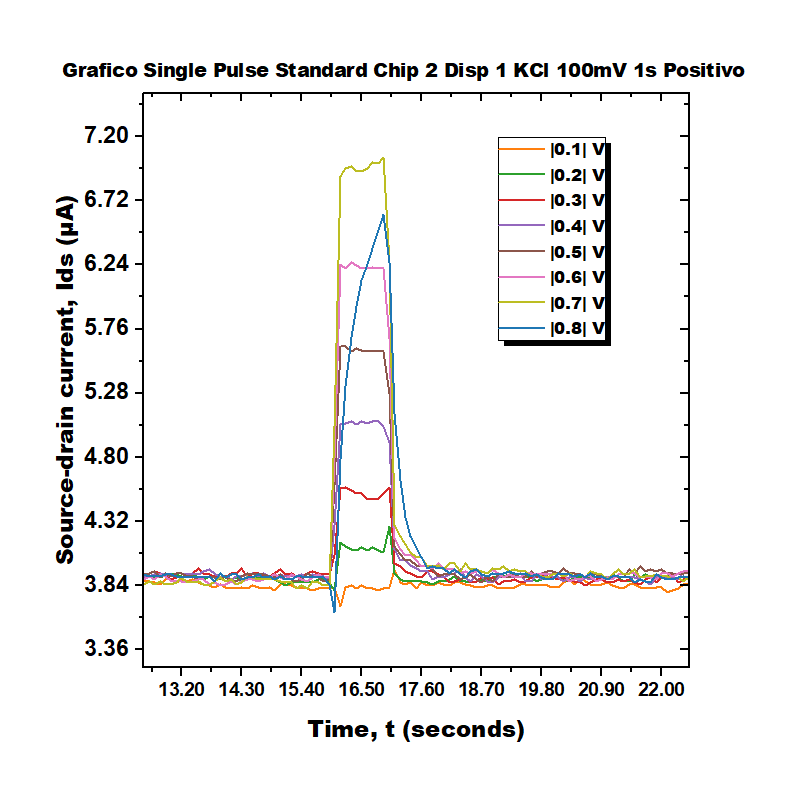 Grafico Single Pulse Standard Chip 2 Disp 1 KCl 100mV 1s Positivo
Source-drain current, Ids (µA)
7.20
6.72
6.24
5.76
5.28
4.80
4.32
3.84
3.36
|0.1| V
|0.2| V
|0.3| V
|0.4| V
|0.5| V
|0.6| V
|0.7| V
|0.8| V
13.20 14.30 15.40 16.50 17.60 18.70 19.80 20.90 22.00
Time, t (seconds)